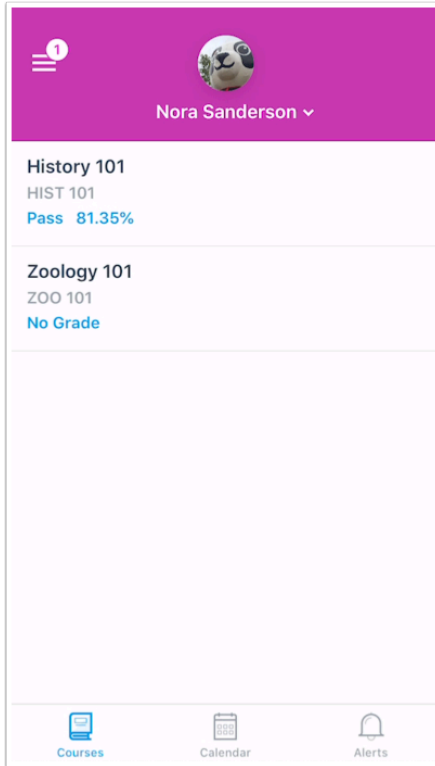 1
Nora Sanderson
History 101
HIST 101
Pass 81.35%
Zoology 101
ZOO 101
No Grade
Courses Calendar Alerts